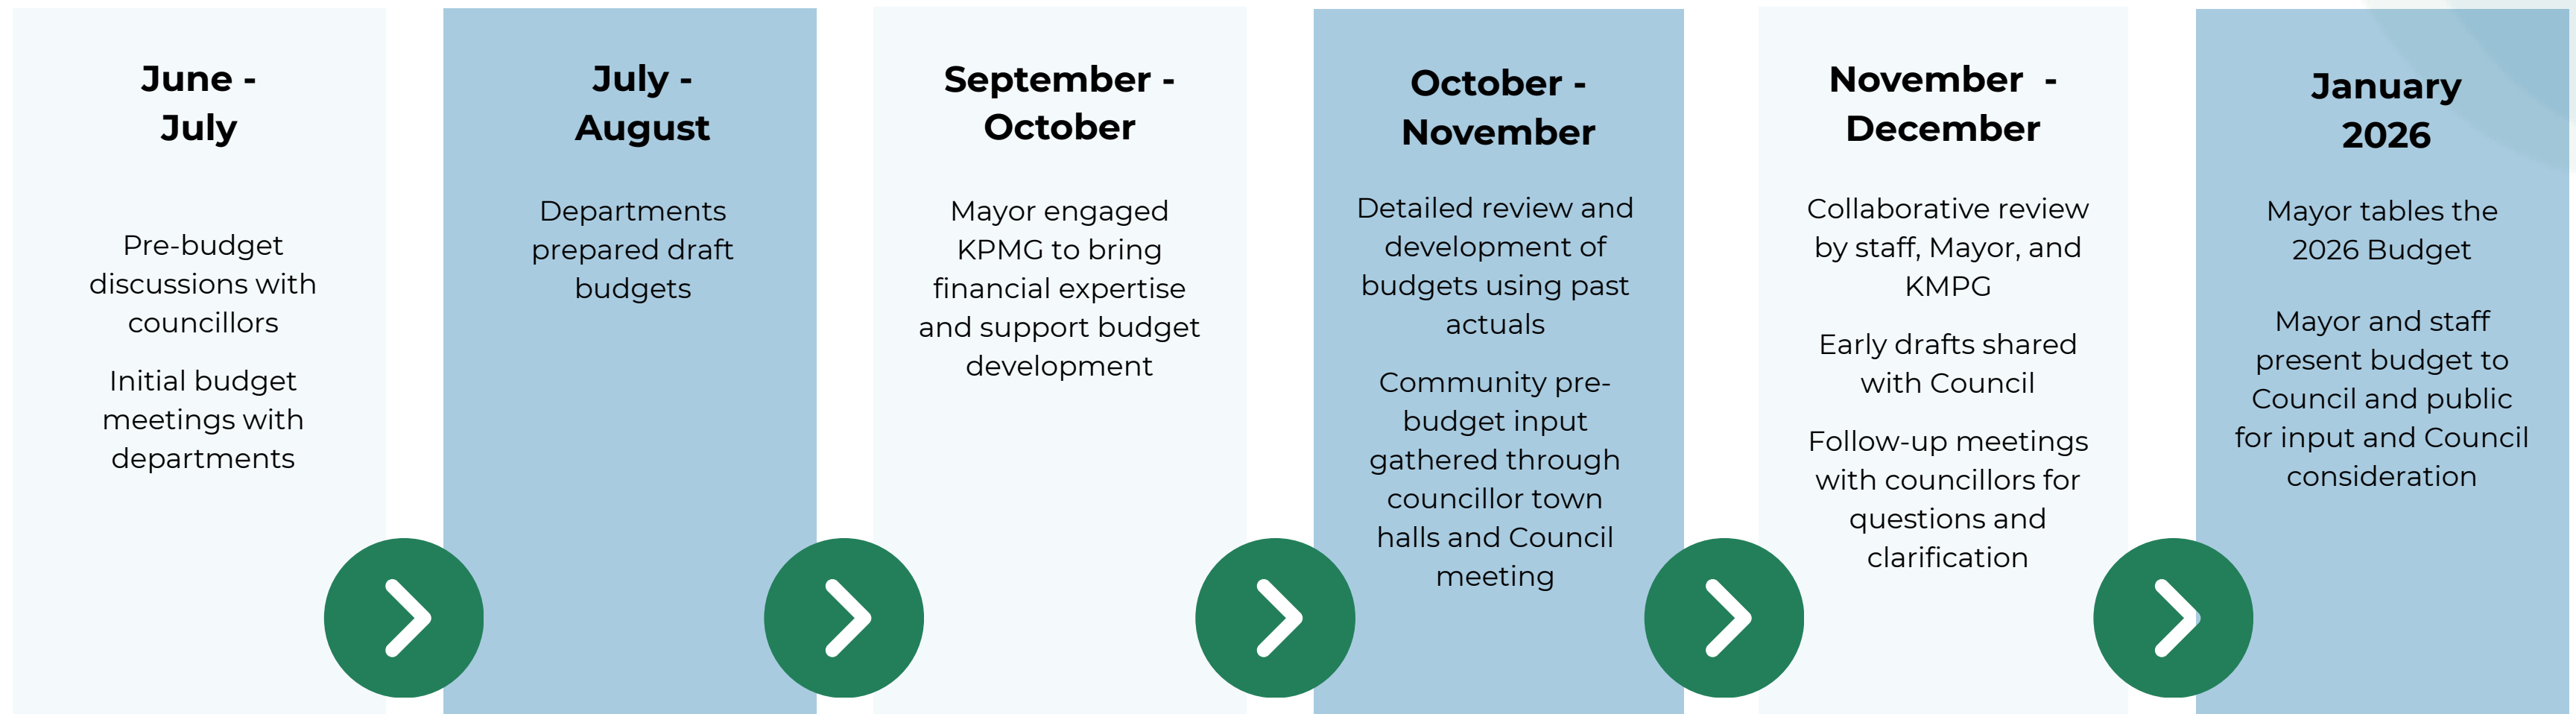 June -
July
Pre-budget
discussions with
councillors
Initial budget
meetings with
departments
July -
August
Departments
prepared draft
budgets
September -
October
Mayor engaged
KPMG to bring
financial expertise
and support budget
development
October -
November
Detailed review and
development of
budgets using past
actuals
Community pre-
budget input
gathered through
councillor town
halls and Council
meeting
November  -
December
Collaborative review
by staff, Mayor, and
KMPG
Early drafts shared
with Council
Follow-up meetings
with councillors for
questions and
clarification
January
2026
Mayor tables the
2026 Budget
Mayor and staff
present budget to
Council and public
for input and Council
consideration